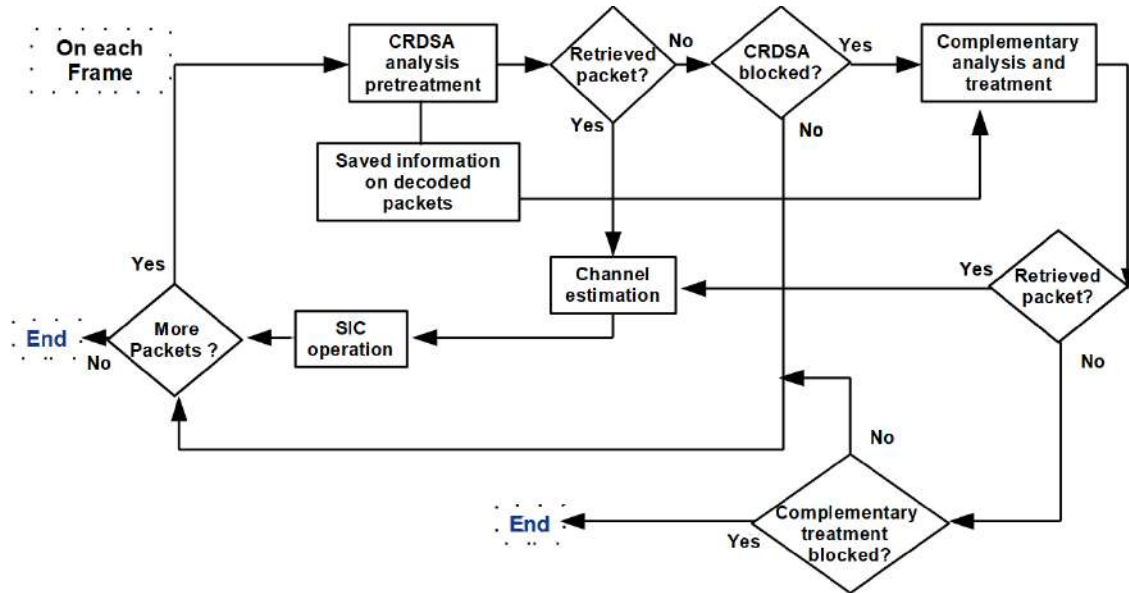 On each
Frame
CRDSA
analysis
pretreatment
Retrieved
packet?
No
Yes
CRDSA
blocked?
Yes
No
Complementary
analysis and
treatment
Saved information
on decoded
packets
Yes
Channel
estimation
Yes
Retrieved
packet?
No
End
No
More
Packets ?
SIC
operation
No
End
Yes
Complementary
treatment
blocked?